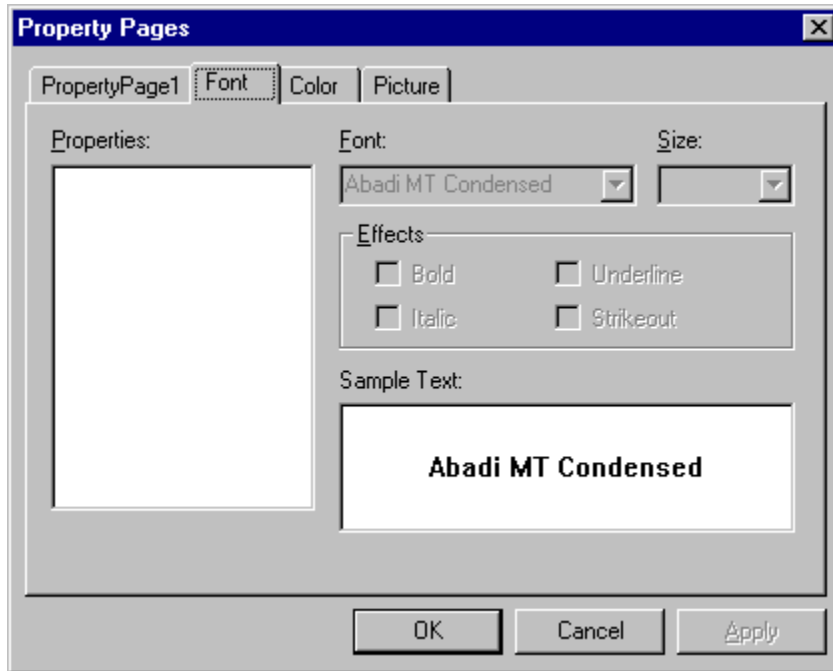 Property Pages
PropertyPage1 Font Color Picture
Properties: Font: Size:
Abadi MT Condensed
Effects
Bold Underline
Italic Strikeout
Sample Text:
Abadi MT Condensed
OK Cancel Apply